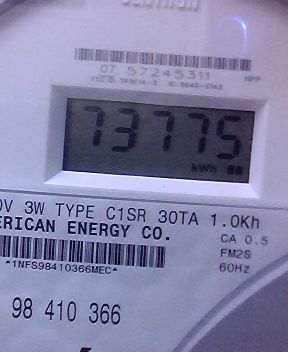 07 57245311
73775
kWh
0V 3W TYPE C1SR 30TA 1.0Kh
ERICAN ENERGY CO.
CA 0.5
FM2S
60Hz
*1NFS98410366MEC*
98 410 366